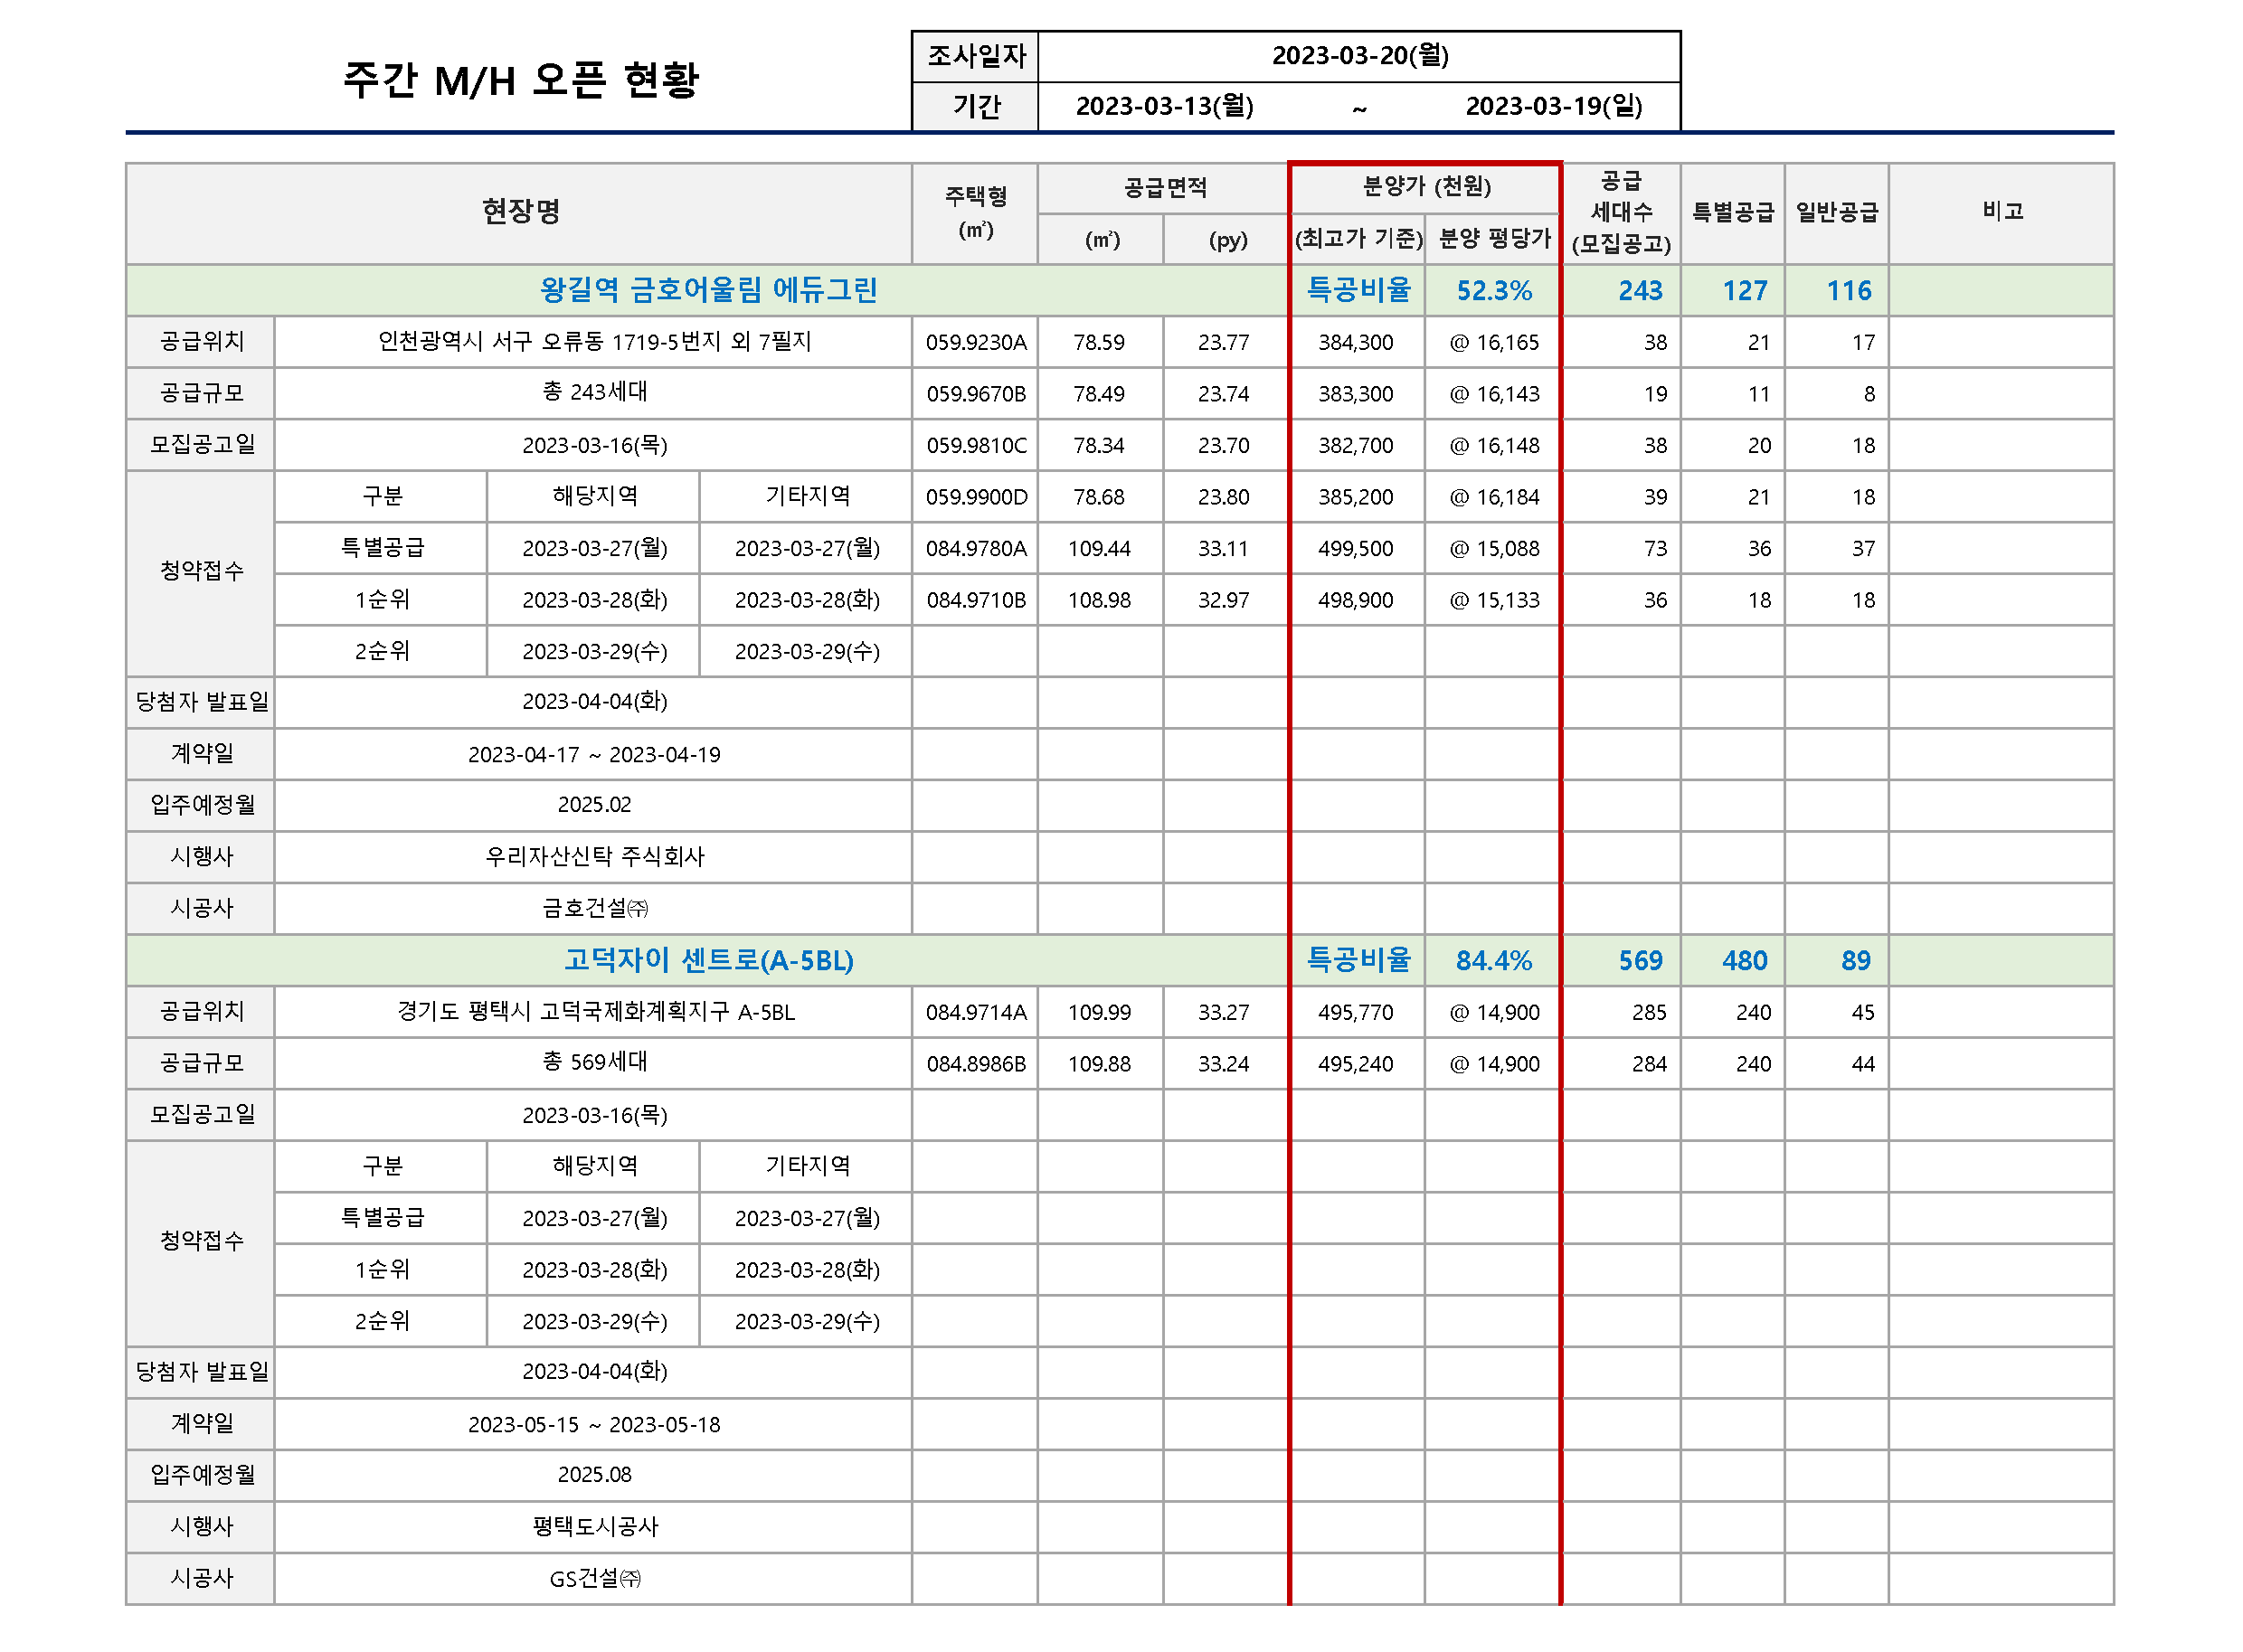 주간 M/H 오픈 현황
조사일자 2023-03-20(월)
기간 2023-03-13(월) ~ 2023-03-19(일)
현장명 주택형 (㎡) 공급면적 분양가 (천원) 공급 세대수 (모집공고) 특별공급 일반공급 비고
(㎡) (py) (최고가 기준) 분양 평당가
왕길역 금호어울림 에듀그린 특공비율 52.3% 243 127 116
공급위치 인천광역시 서구 오류동 1719-5번지 외 7필지 059.9230A 78.59 23.77 384,300 @ 16,165 38 21 17
공급규모 총 243세대 059.9670B 78.49 23.74 383,300 @ 16,143 19 11 8
모집공고일 2023-03-16(목) 059.9810C 78.34 23.70 382,700 @ 16,148 38 20 18
청약접수 구분 해당지역 기타지역 059.9900D 78.68 23.80 385,200 @ 16,184 39 21 18
특별공급 2023-03-27(월) 2023-03-27(월) 084.9780A 109.44 33.11 499,500 @ 15,088 73 36 37
1순위 2023-03-28(화) 2023-03-28(화) 084.9710B 108.98 32.97 498,900 @ 15,133 36 18 18
2순위 2023-03-29(수) 2023-03-29(수)
당첨자 발표일 2023-04-04(화)
계약일 2023-04-17 ~ 2023-04-19
입주예정월 2025.02
시행사 우리자산신탁 주식회사
시공사 금호건설㈜
고덕자이 센트로(A-5BL) 특공비율 84.4% 569 480 89
공급위치 경기도 평택시 고덕국제화계획지구 A-5BL 084.9714A 109.99 33.27 495,770 @ 14,900 285 240 45
공급규모 총 569세대 084.8986B 109.88 33.24 495,240 @ 14,900 284 240 44
모집공고일 2023-03-16(목)
청약접수 구분 해당지역 기타지역
특별공급 2023-03-27(월) 2023-03-27(월)
1순위 2023-03-28(화) 2023-03-28(화)
2순위 2023-03-29(수) 2023-03-29(수)
당첨자 발표일 2023-04-04(화)
계약일 2023-05-15 ~ 2023-05-18
입주예정월 2025.08
시행사 평택도시공사
시공사 GS건설㈜